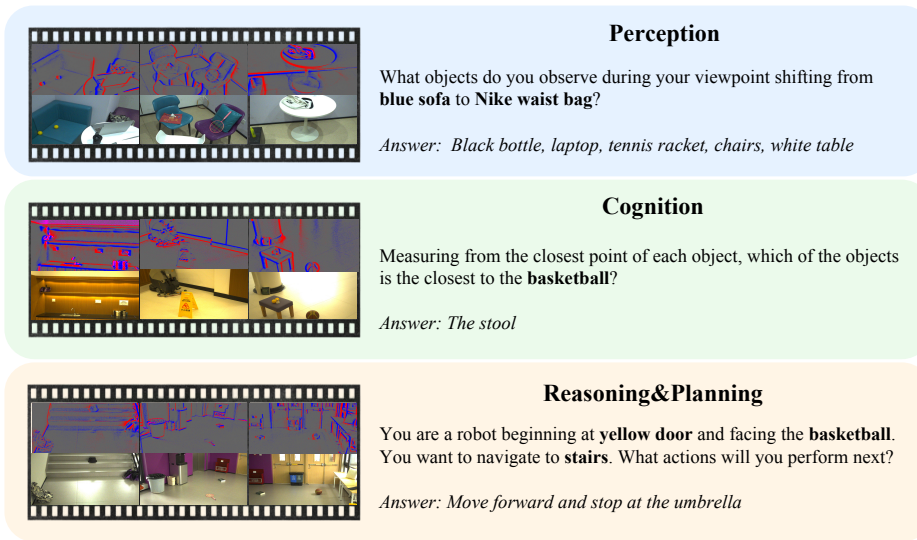 Perception
What objects do you observe during your viewpoint shifting from
blue sofa to Nike waist bag?
Answer: Black bottle, laptop, tennis racket, chairs, white table
Cognition
Measuring from the closest point of each object, which of the objects
is the closest to the basketball?
Answer: The stool
Reasoning&Planning
You are a robot beginning at yellow door and facing the basketball.
You want to navigate to stairs. What actions will you perform next?
Answer: Move forward and stop at the umbrella